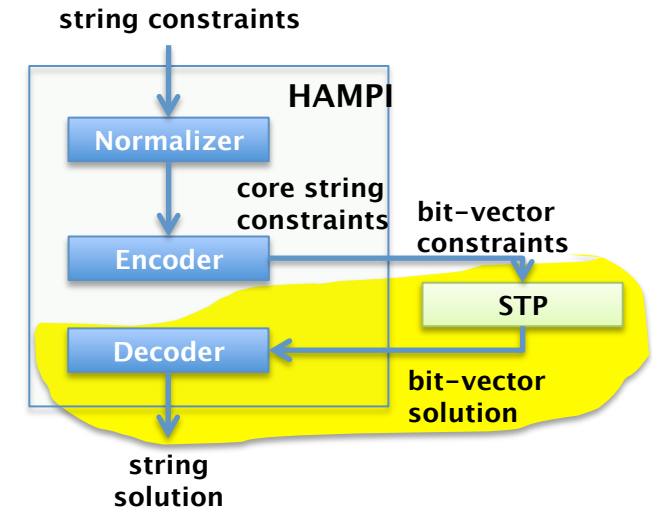 string constraints
HAMPI
Normalizer
core string
constraints
bit-vector
constraints
Encoder
STP
Decoder
bit-vector
solution
string
solution